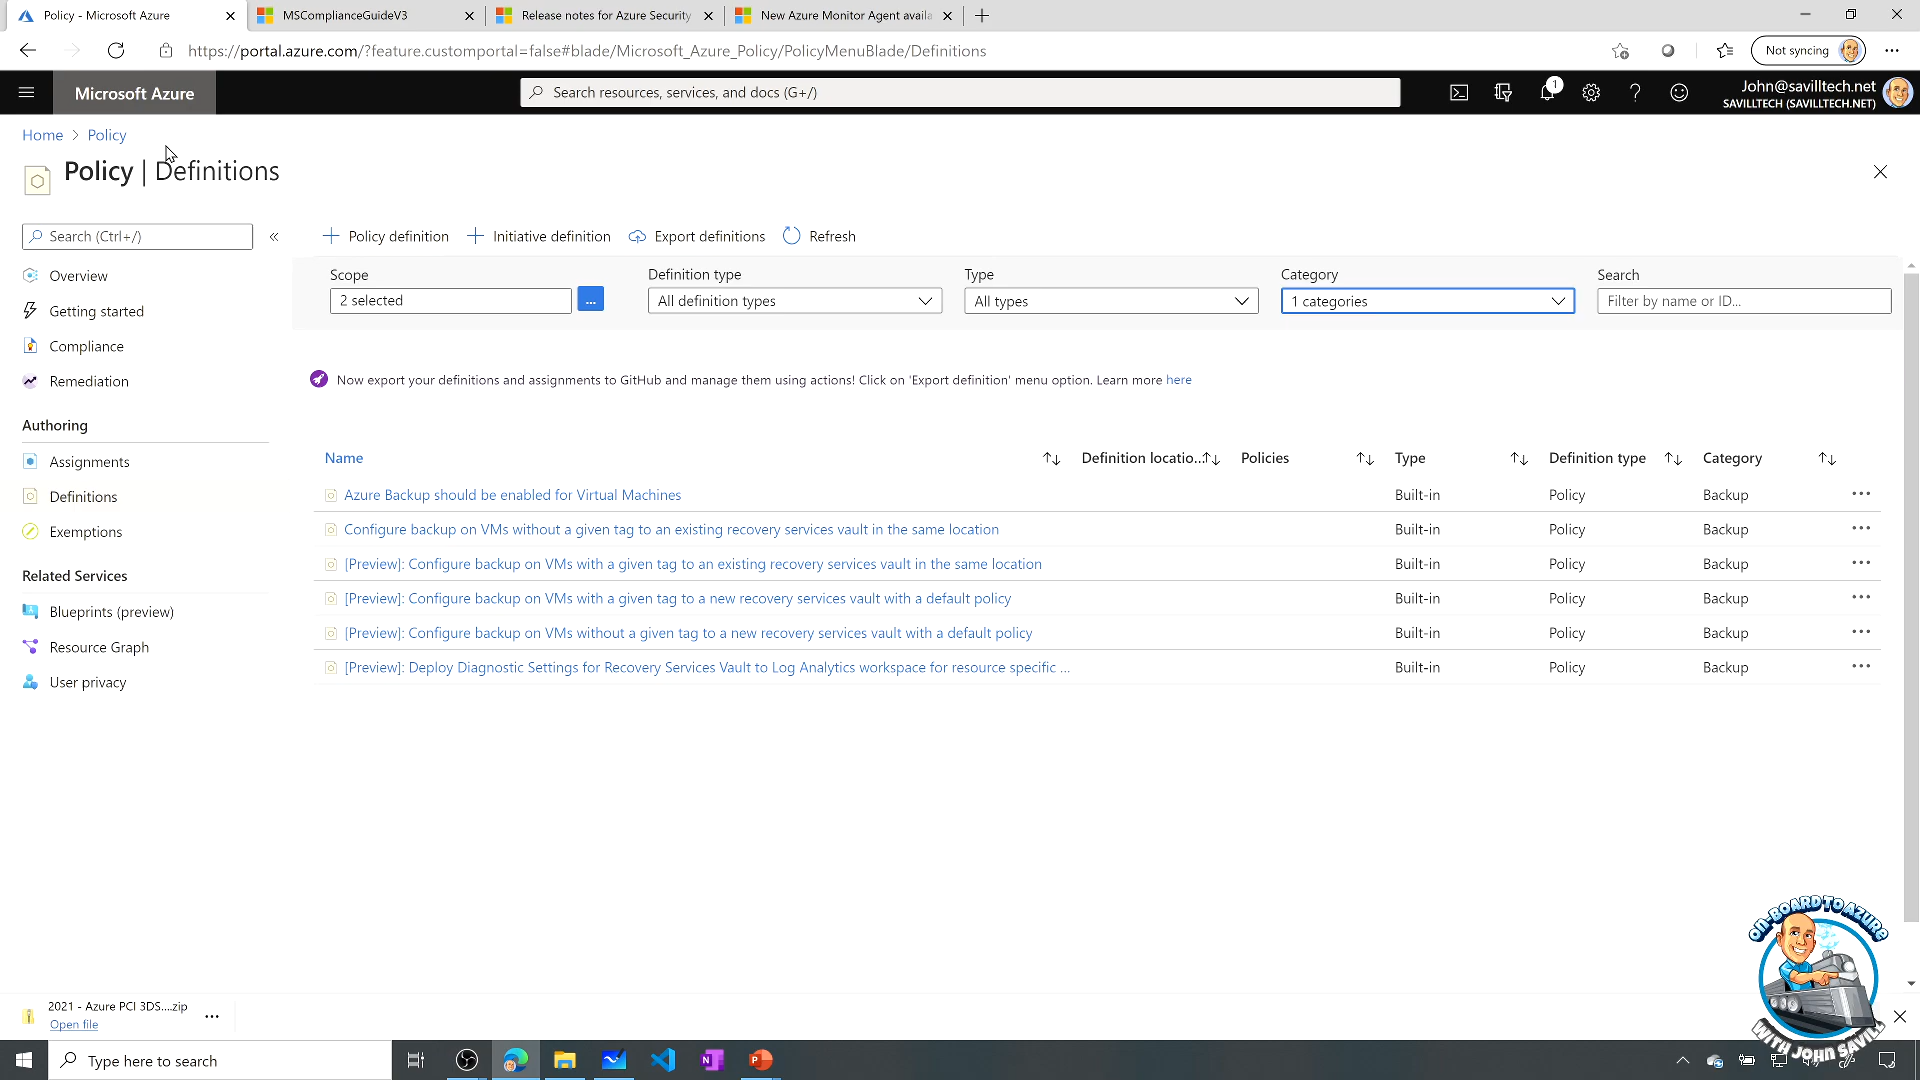 Policy - Microsoft Azure
MSComplianceGuideV3
Release notes for Azure Security
New Azure Monitor Agent availa
https://portal.azure.com/?feature.customportal=false#blade/Microsoft_Azure_Policy/PolicyMenuBlade/Definitions
Not syncing
Microsoft Azure
Search resources, services, and docs (G+/)
1
John@savilltech.net
SAVILLTECH (SAVILLTECH.NET)
Home > Policy
Policy | Definitions
Search (Ctrl+/)
«
Policy definition
Initiative definition
Export definitions
Refresh
Overview
Getting started
Compliance
Remediation
Authoring
Assignments
Definitions
Exemptions
Related Services
Blueprints (preview)
Resource Graph
User privacy
Scope
2 selected
...
Definition type
All definition types
Type
All types
Category
1 categories
Search
Filter by name or ID...
Now export your definitions and assignments to GitHub and manage them using actions! Click on 'Export definition' menu option. Learn more here
Name Definition locatio... Policies Type Definition type Category
Azure Backup should be enabled for Virtual Machines Built-in Policy Backup ...
Configure backup on VMs without a given tag to an existing recovery services vault in the same location Built-in Policy Backup ...
[Preview]: Configure backup on VMs with a given tag to an existing recovery services vault in the same location Built-in Policy Backup ...
[Preview]: Configure backup on VMs with a given tag to a new recovery services vault with a default policy Built-in Policy Backup ...
[Preview]: Configure backup on VMs without a given tag to a new recovery services vault with a default policy Built-in Policy Backup ...
[Preview]: Deploy Diagnostic Settings for Recovery Services Vault to Log Analytics workspace for resource specific ... Built-in Policy Backup ...
ON-BOARD TO AZURE
WITH JOHN SAVILL
2021 - Azure PCI 3DS....zip
Open file
...
Type here to search